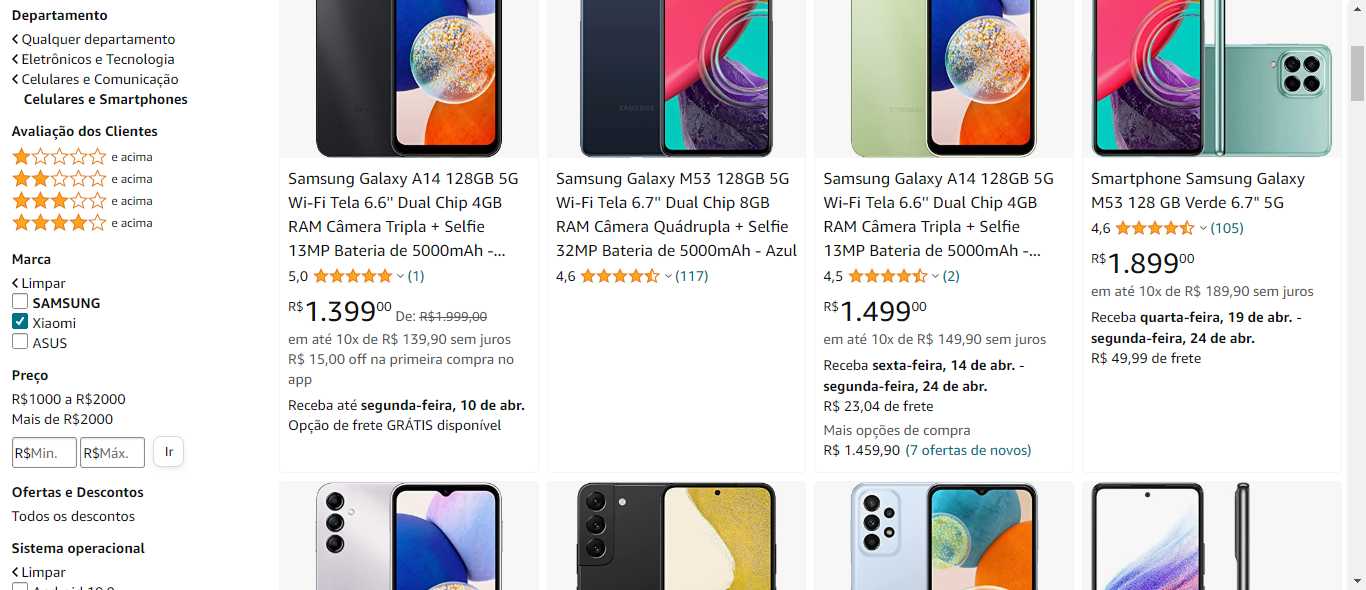 Departamento
Qualquer departamento
Eletrônicos e Tecnologia
Celulares e Comunicação
Celulares e Smartphones
Avaliação dos Clientes
e acima
e acima
e acima
e acima
Marca
Limpar
SAMSUNG
Xiaomi
ASUS
Preço
R$1000 a R$2000
Mais de R$2000
R$Min.
R$Máx.
Ir
Ofertas e Descontos
Todos os descontos
Sistema operacional
Limpar
Samsung Galaxy A14 128GB 5G
Wi-Fi Tela 6.6" Dual Chip 4GB
RAM Câmera Tripla + Selfie
13MP Bateria de 5000mAh -...
5,0 (1)
R$1.39900 De: R$1.999,00
em até 10x de R$ 139,90 sem juros
R$ 15,00 off na primeira compra no
app
Receba até segunda-feira, 10 de abr.
Opção de frete GRÁTIS disponível
SAMSUNG
Samsung Galaxy M53 128GB 5G
Wi-Fi Tela 6.7" Dual Chip 8GB
RAM Câmera Quádrupla + Selfie
32MP Bateria de 5000mAh - Azul
4,6 (117)
Samsung Galaxy A14 128GB 5G
Wi-Fi Tela 6.6" Dual Chip 4GB
RAM Câmera Tripla + Selfie
13MP Bateria de 5000mAh -...
4,5 (2)
R$1.49900
em até 10x de R$ 149,90 sem juros
Receba sexta-feira, 14 de abr. -
segunda-feira, 24 de abr.
R$ 23,04 de frete
Mais opções de compra
R$ 1.459,90 (7 ofertas de novos)
Smartphone Samsung Galaxy
M53 128 GB Verde 6.7" 5G
4,6 (105)
R$1.89900
em até 10x de R$ 189,90 sem juros
Receba quarta-feira, 19 de abr. -
segunda-feira, 24 de abr.
R$ 49,99 de frete